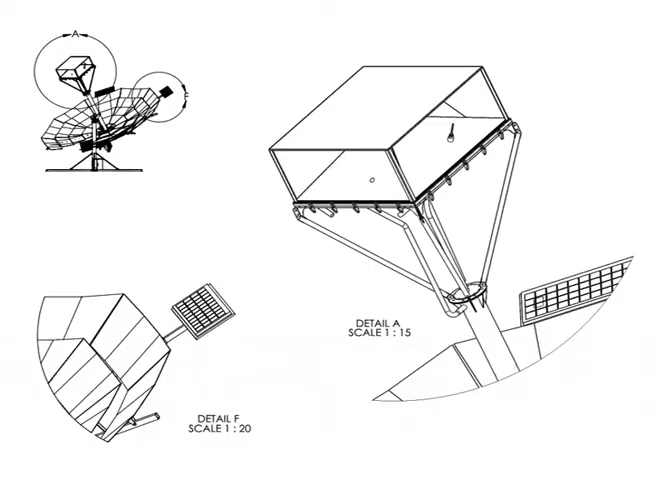 A
F
DETAIL A
SCALE 1 : 15
DETAIL F
SCALE 1 : 20